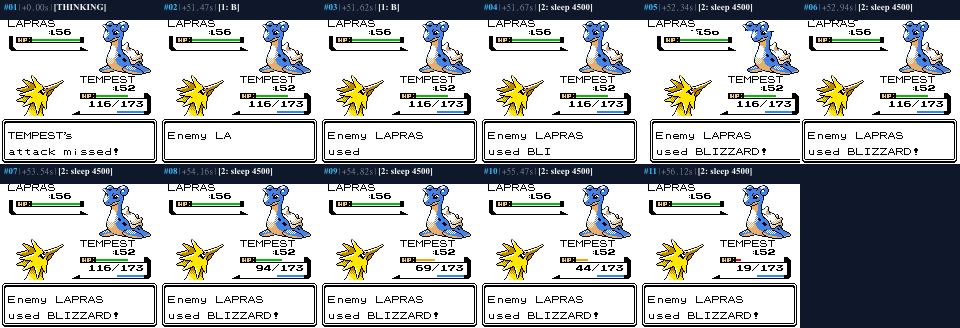 #01|+0.00s|[THINKING]
LAPRAS
:L56
HP:
TEMPEST
:L52
HP:
116/173
TEMPEST's
attack missed!
#02|+51.47s|[1: B]
LAPRAS
:L56
HP:
TEMPEST
:L52
HP:
116/173
Enemy LA
#03|+51.62s|[1: B]
LAPRAS
:L56
HP:
TEMPEST
:L52
HP:
116/173
Enemy LAPRAS
used
#04|+51.67s|[2: sleep 4500]
LAPRAS
:L56
HP:
TEMPEST
:L52
HP:
116/173
Enemy LAPRAS
used BLI
#05|+52.34s|[2: sleep 4500]
HP:
TEMPEST
:L52
HP:
116/173
Enemy LAPRAS
used BLIZZARD!
#06|+52.94s|[2: sleep 4500]
LAPRAS
:L56
HP:
TEMPEST
:L52
HP:
116/173
Enemy LAPRAS
used BLIZZARD!
#07|+53.54s|[2: sleep 4500]
LAPRAS
:L56
HP:
TEMPEST
:L52
HP:
116/173
Enemy LAPRAS
used BLIZZARD!
#08|+54.16s|[2: sleep 4500]
LAPRAS
:L56
HP:
TEMPEST
:L52
HP:
94/173
Enemy LAPRAS
used BLIZZARD!
#09|+54.82s|[2: sleep 4500]
LAPRAS
:L56
HP:
TEMPEST
:L52
HP:
69/173
Enemy LAPRAS
used BLIZZARD!
#10|+55.47s|[2: sleep 4500]
LAPRAS
:L56
HP:
TEMPEST
:L52
HP:
44/173
Enemy LAPRAS
used BLIZZARD!
#11|+56.12s|[2: sleep 4500]
LAPRAS
:L56
HP:
TEMPEST
:L52
HP:
19/173
Enemy LAPRAS
used BLIZZARD!